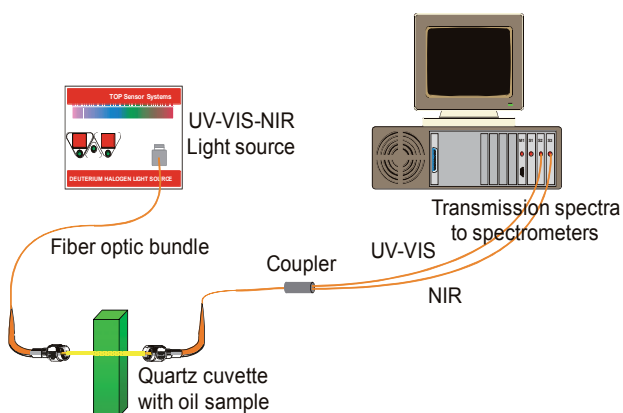 TOP Sensor Systems
DEUTERIUM HALOGEN LIGHT SOURCE
UV-VIS-NIR
Light source
Transmission spectra
to spectrometers
Fiber optic bundle
UV-VIS
Coupler
NIR
Quartz cuvette
with oil sample